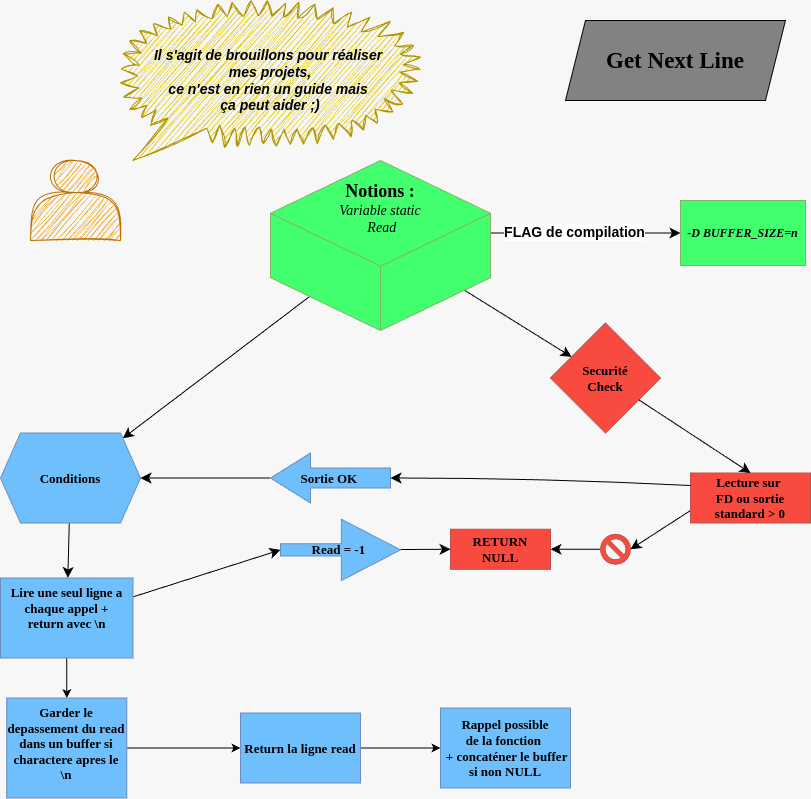 Il s'agit de brouillons pour réaliser
mes projets,
ce n'est en rien un guide mais
ça peut aider ;)
Get Next Line
Notions :
Variable static
Read
FLAG de compilation
-D BUFFER_SIZE=n
Securité
Check
Conditions
Sortie OK
Lecture sur
FD ou sortie
standard > 0
Read = -1
RETURN
NULL
Lire une seul ligne a
chaque appel +
return avec \n
Garder le
depassement du read
dans un buffer si
charactere apres le
\n
Return la ligne read
Rappel possible
de la fonction
+ concaténer le buffer
si non NULL